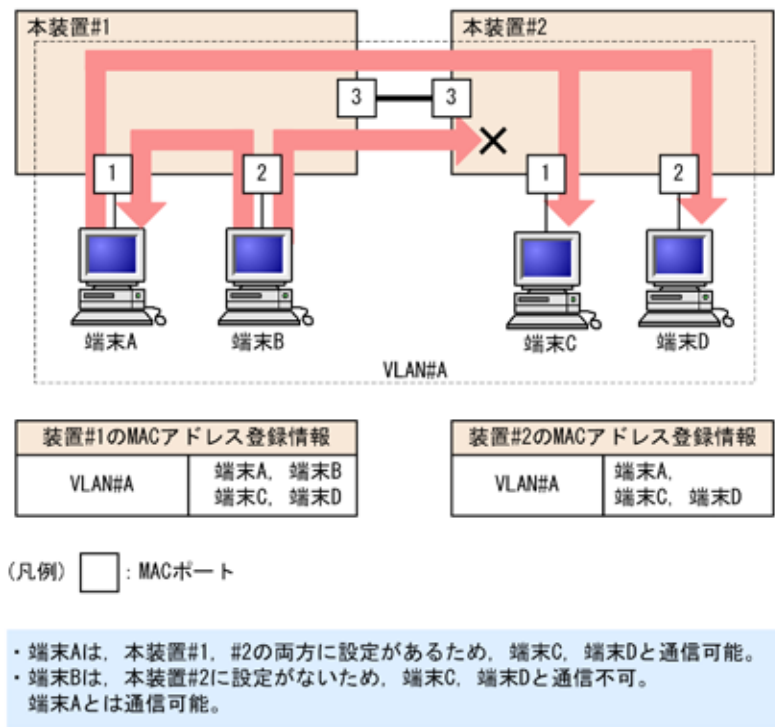 本装置#1
本装置#2
3
3
1
2
1
2
端末A
端末B
端末C
端末D
VLAN#A
装置#1のMACアドレス登録情報
VLAN#A
端末A, 端末B
端末C, 端末D
装置#2のMACアドレス登録情報
VLAN#A
端末A,
端末C, 端末D
(凡例) : MACポート
・端末Aは, 本装置#1, #2の両方に設定があるため, 端末C, 端末Dと通信可能。
・端末Bは, 本装置#2に設定がないため, 端末C, 端末Dと通信不可。
端末Aとは通信可能。